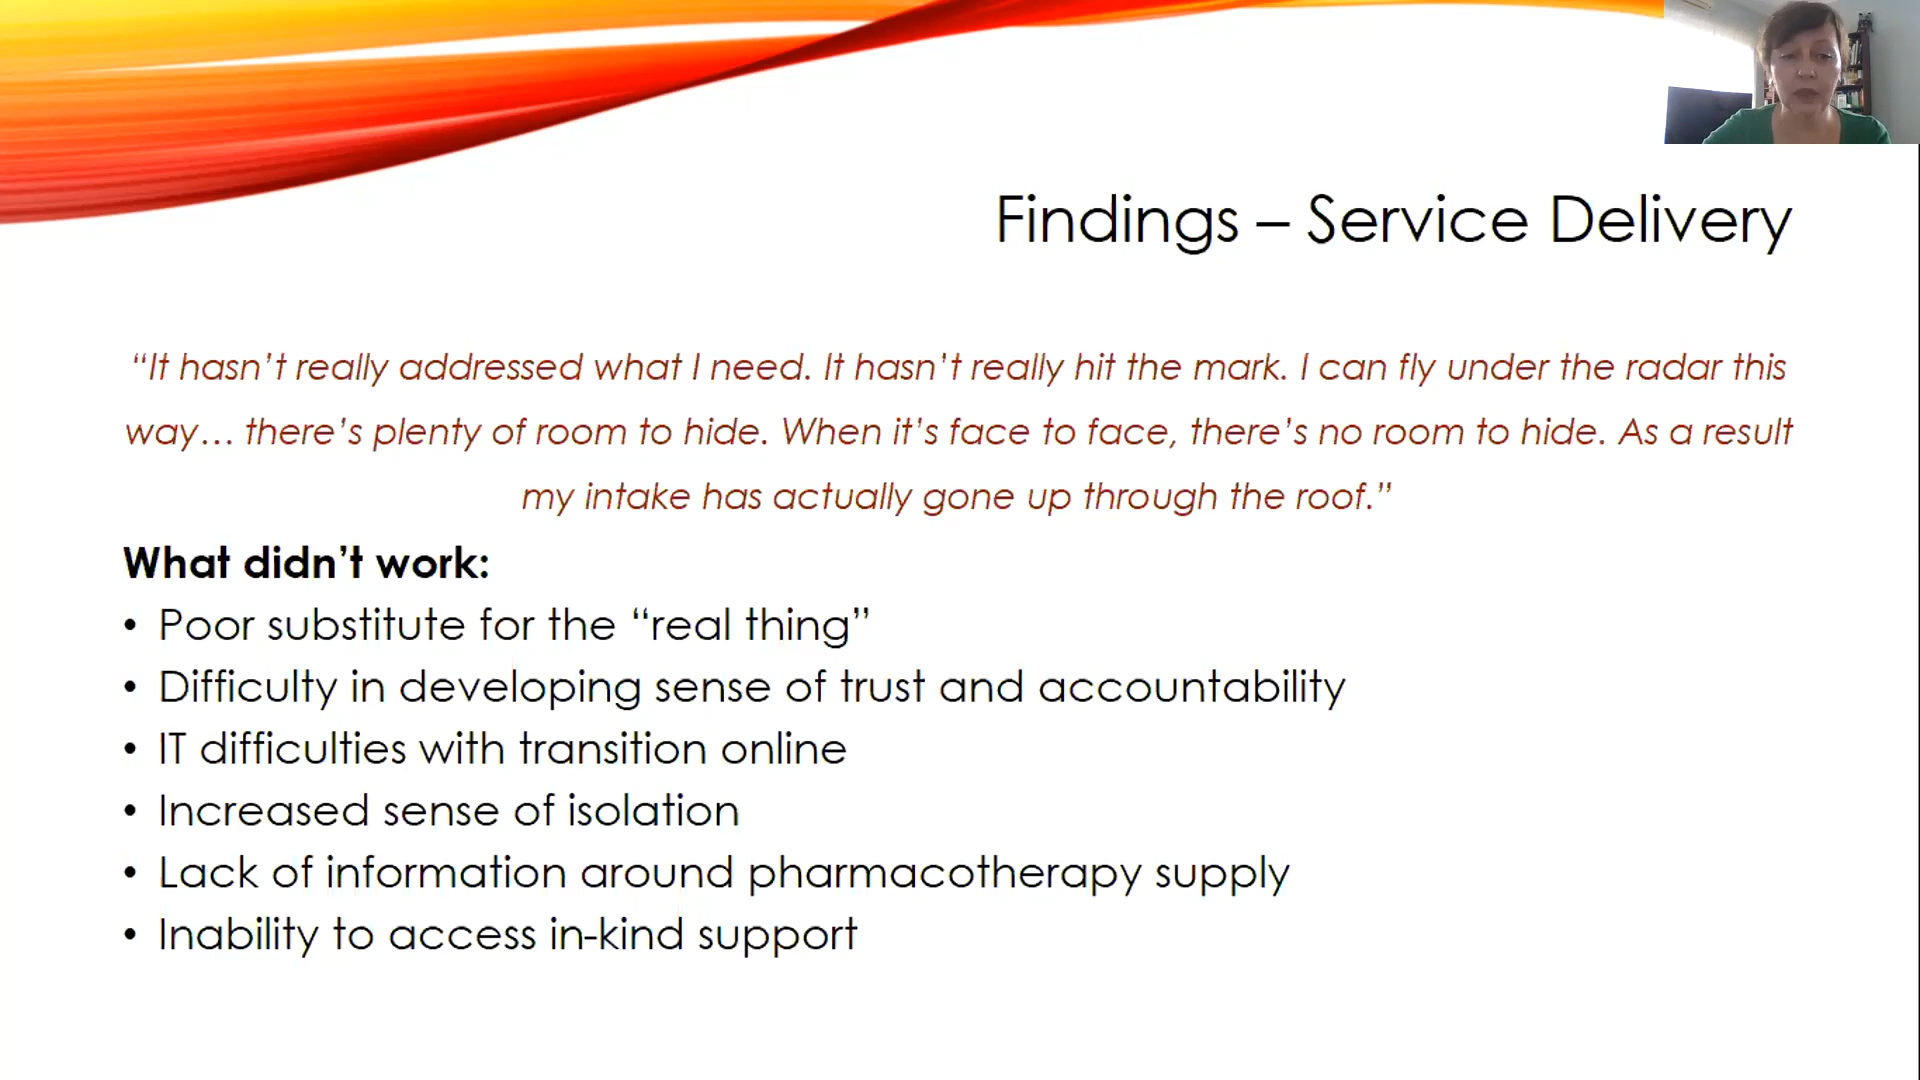 Findings – Service Delivery
“It hasn’t really addressed what I need. It hasn’t really hit the mark. I can fly under the radar this
way… there’s plenty of room to hide. When it’s face to face, there’s no room to hide. As a result
my intake has actually gone up through the roof.”
What didn’t work:
• Poor substitute for the “real thing”
• Difficulty in developing sense of trust and accountability
• IT difficulties with transition online
• Increased sense of isolation
• Lack of information around pharmacotherapy supply
• Inability to access in-kind support